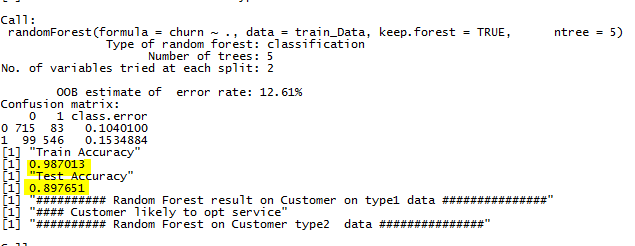 Call:
 randomForest(formula = churn ~ ., data = train_Data, keep.forest = TRUE,      ntree = 5)
               Type of random forest: classification
                     Number of trees: 5
No. of variables tried at each split: 2

        OOB estimate of  error rate: 12.61%
Confusion matrix:
    0   1 class.error
0 715  83   0.1040100
1  99 546   0.1534884
[1] "Train Accuracy"
[1] 0.987013
[1] "Test Accuracy"
[1] 0.897651
[1] "########## Random Forest result on Customer on type1 data ###############"
[1] "#### Customer likely to opt service"
[1] "########## Random Forest on Customer type2  data ###############"